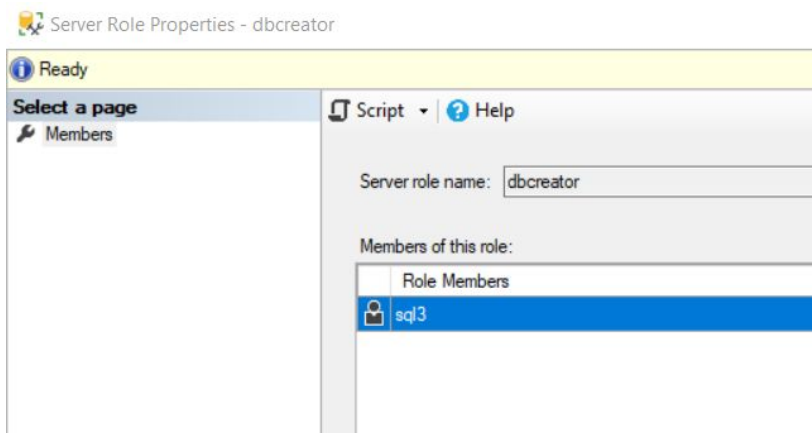 Server Role Properties - dbcreator
Ready
Select a page
Members
Script
Help
Server role name: dbcreator
Members of this role:
Role Members
sql3